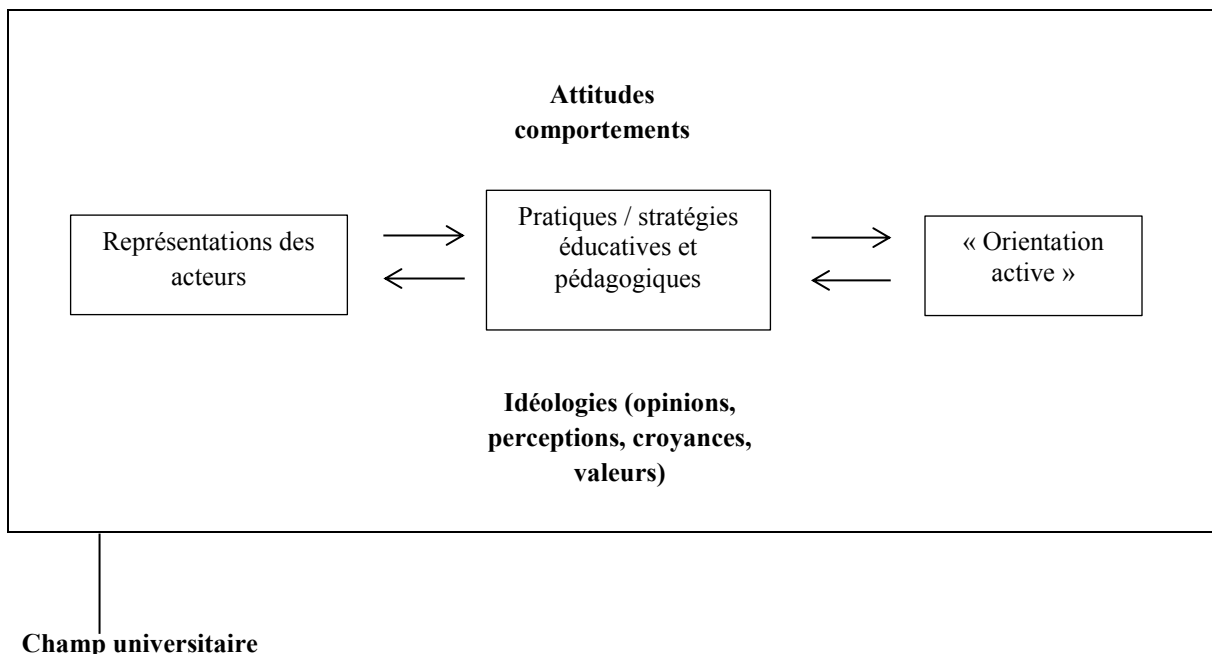 Attitudes
comportements
Représentations des
acteurs
Pratiques / stratégies
éducatives et
pédagogiques
« Orientation
active »
Idéologies (opinions,
perceptions, croyances,
valeurs)
Champ universitaire